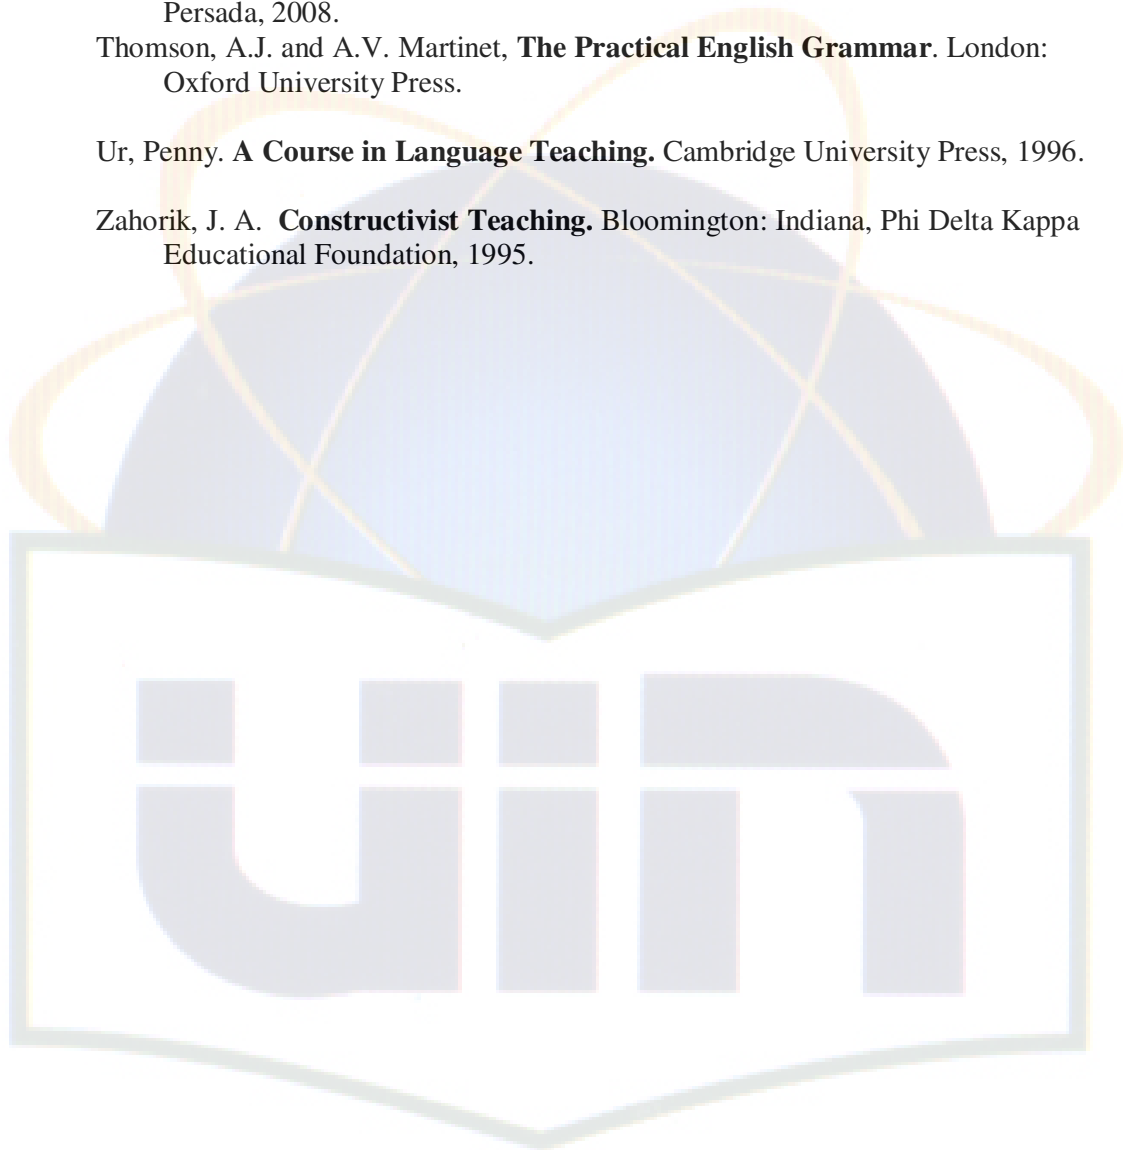 Persada, 2008.
Thomson, A.J. and A.V. Martinet, The Practical English Grammar. London:
Oxford University Press.
Ur, Penny. A Course in Language Teaching. Cambridge University Press, 1996.
Zahorik, J. A.  Constructivist Teaching. Bloomington: Indiana, Phi Delta Kappa
Educational Foundation, 1995.
uin